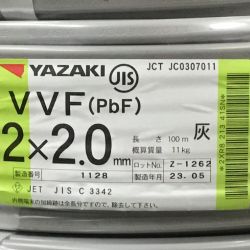 YAZAKI JIS JCT JC0307011
VVF(PbF)
2×2.0mm 長さ 100m 灰
概算質量 11kg
ロットNo. Z-1262
製造番号 1128 製造年月 23.05
JET JIS C 3342